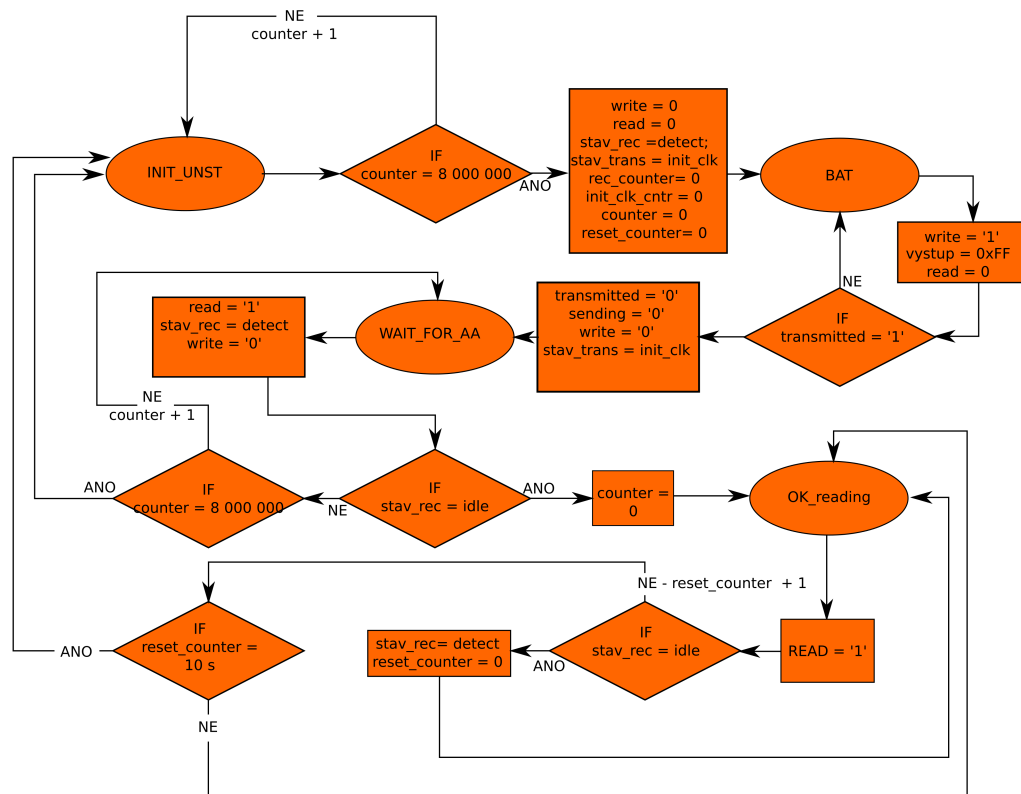 NE
counter + 1
INIT_UNST
IF
counter = 8 000 000
ANO
write = 0
read = 0
stav_rec =detect;
stav_trans = init_clk
rec_counter= 0
init_clk_cntr = 0
counter = 0
reset_counter= 0
BAT
write = '1'
vystup = 0xFF
read = 0
NE
IF
transmitted = '1'
transmitted = '0'
sending = '0'
write = '0'
stav_trans = init_clk
WAIT_FOR_AA
read = '1'
stav_rec = detect
write = '0'
NE
counter + 1
ANO
IF
counter = 8 000 000
NE
IF
stav_rec = idle
ANO
counter =
0
OK_reading
NE - reset_counter  + 1
IF
reset_counter =
10 s
ANO
NE
stav_rec= detect
reset_counter = 0
ANO
IF
stav_rec = idle
READ = '1'